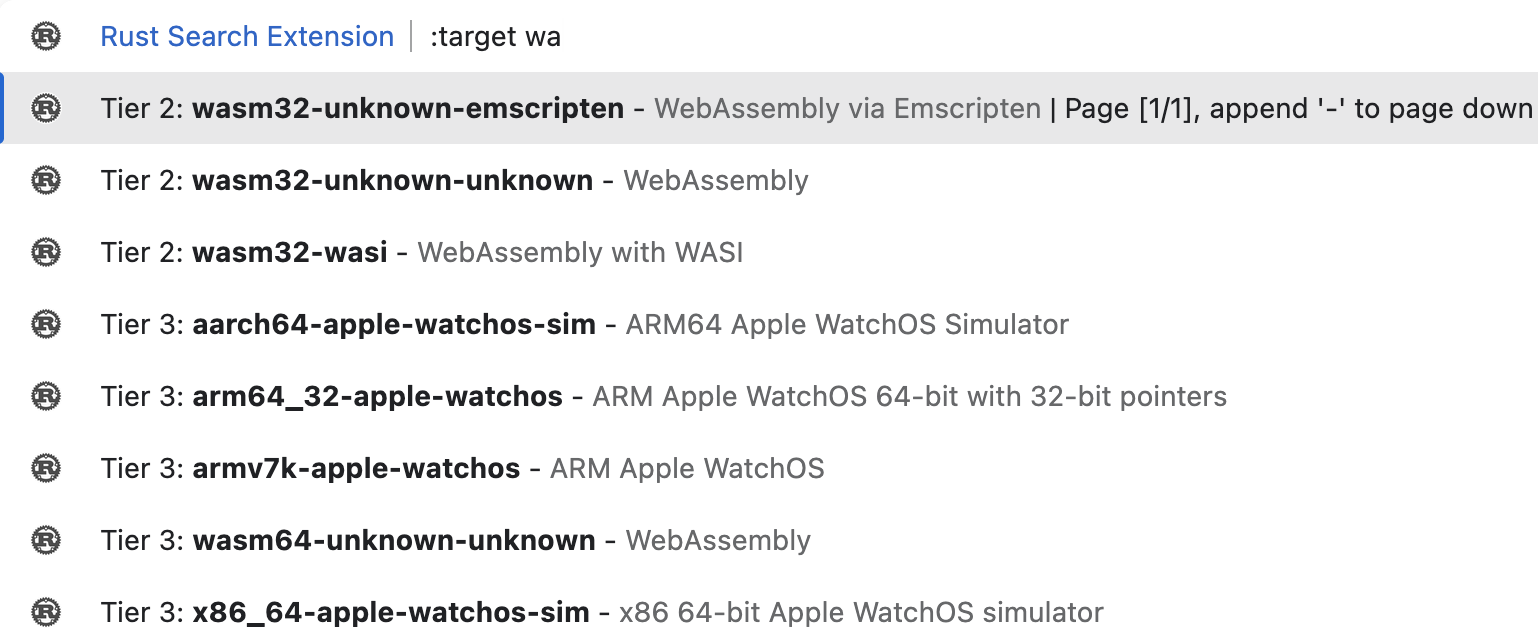 Rust Search Extension | :target wa
Tier 2: wasm32-unknown-emscripten - WebAssembly via Emscripten | Page [1/1], append '-' to page down
Tier 2: wasm32-unknown-unknown - WebAssembly
Tier 2: wasm32-wasi - WebAssembly with WASI
Tier 3: aarch64-apple-watchos-sim - ARM64 Apple WatchOS Simulator
Tier 3: arm64_32-apple-watchos - ARM Apple WatchOS 64-bit with 32-bit pointers
Tier 3: armv7k-apple-watchos - ARM Apple WatchOS
Tier 3: wasm64-unknown-unknown - WebAssembly
Tier 3: x86_64-apple-watchos-sim - x86 64-bit Apple WatchOS simulator